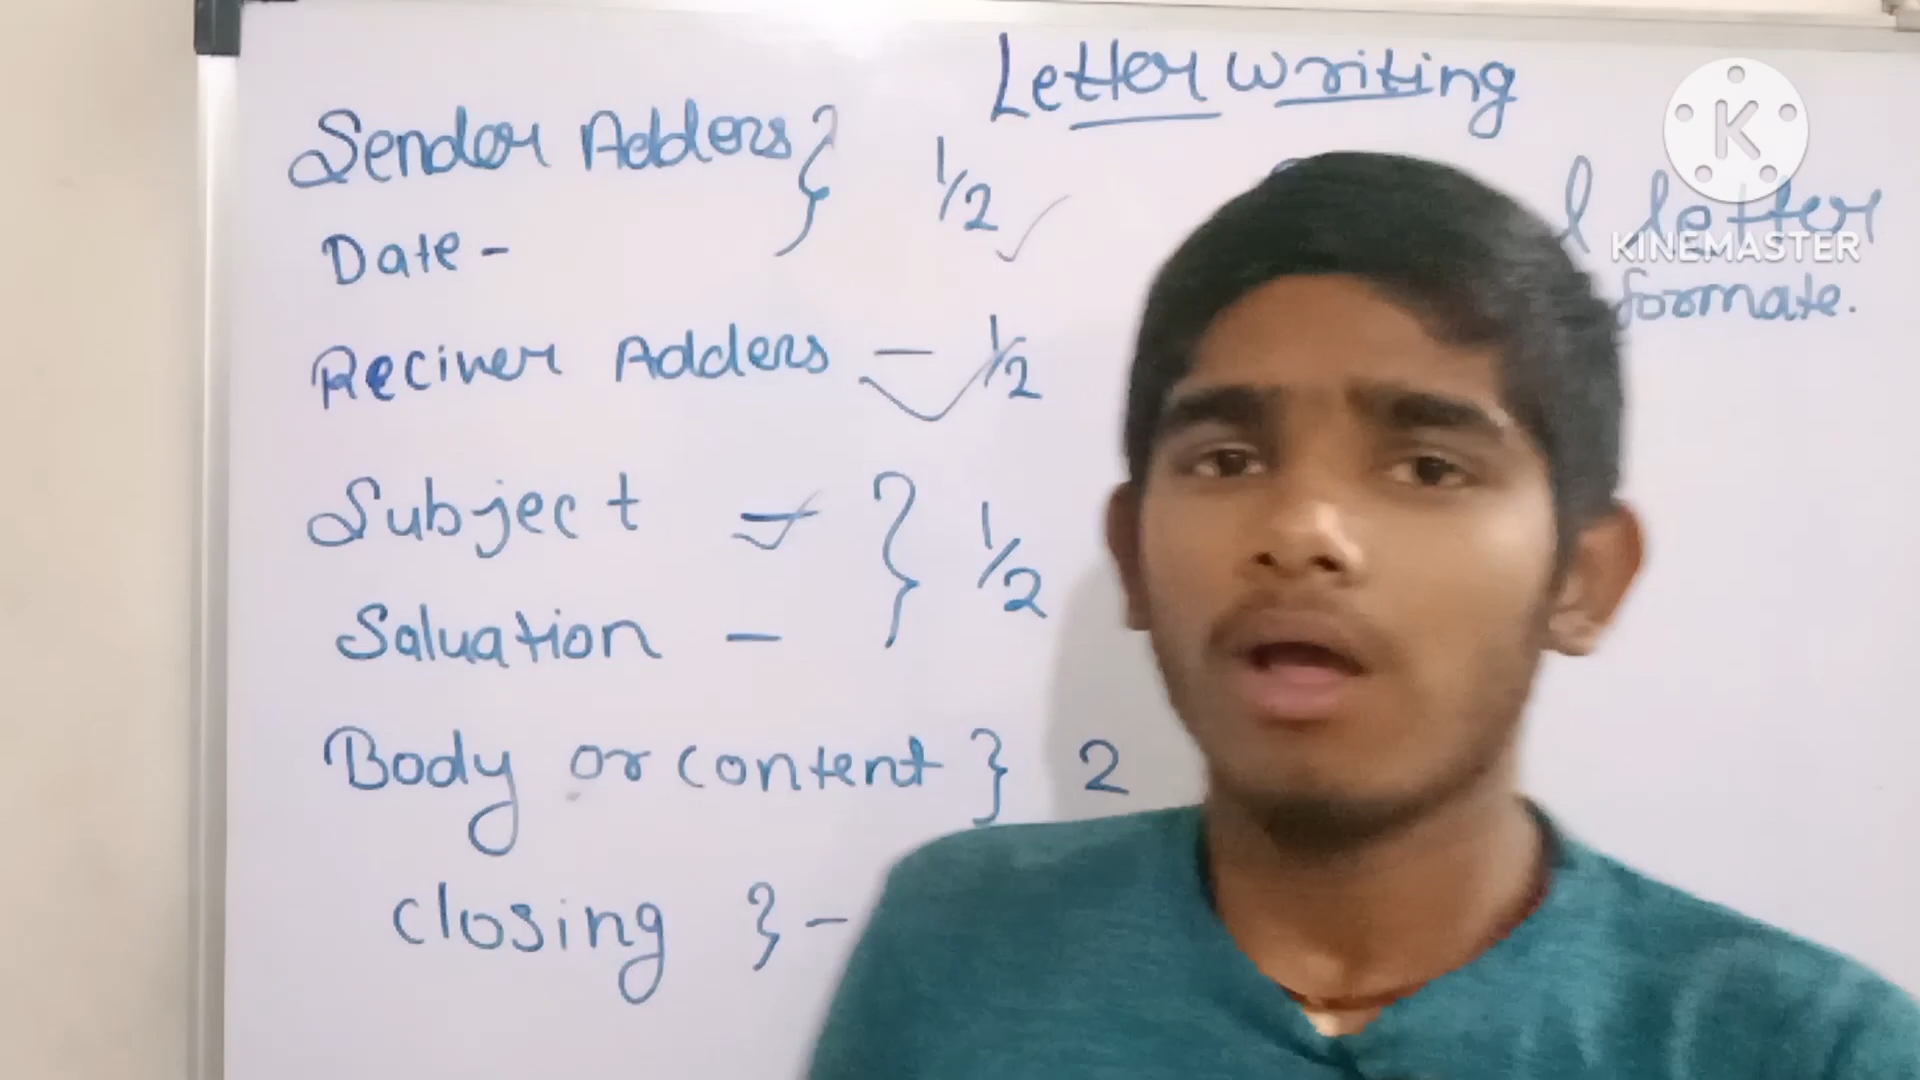 Letter writing
Sender Adders } 1/2
Date -
letter
formate.
Reciver Adders - 1/2
Subject - } 1/2
Saluation -
Body or content } 2
closing } -
K
KINEMASTER